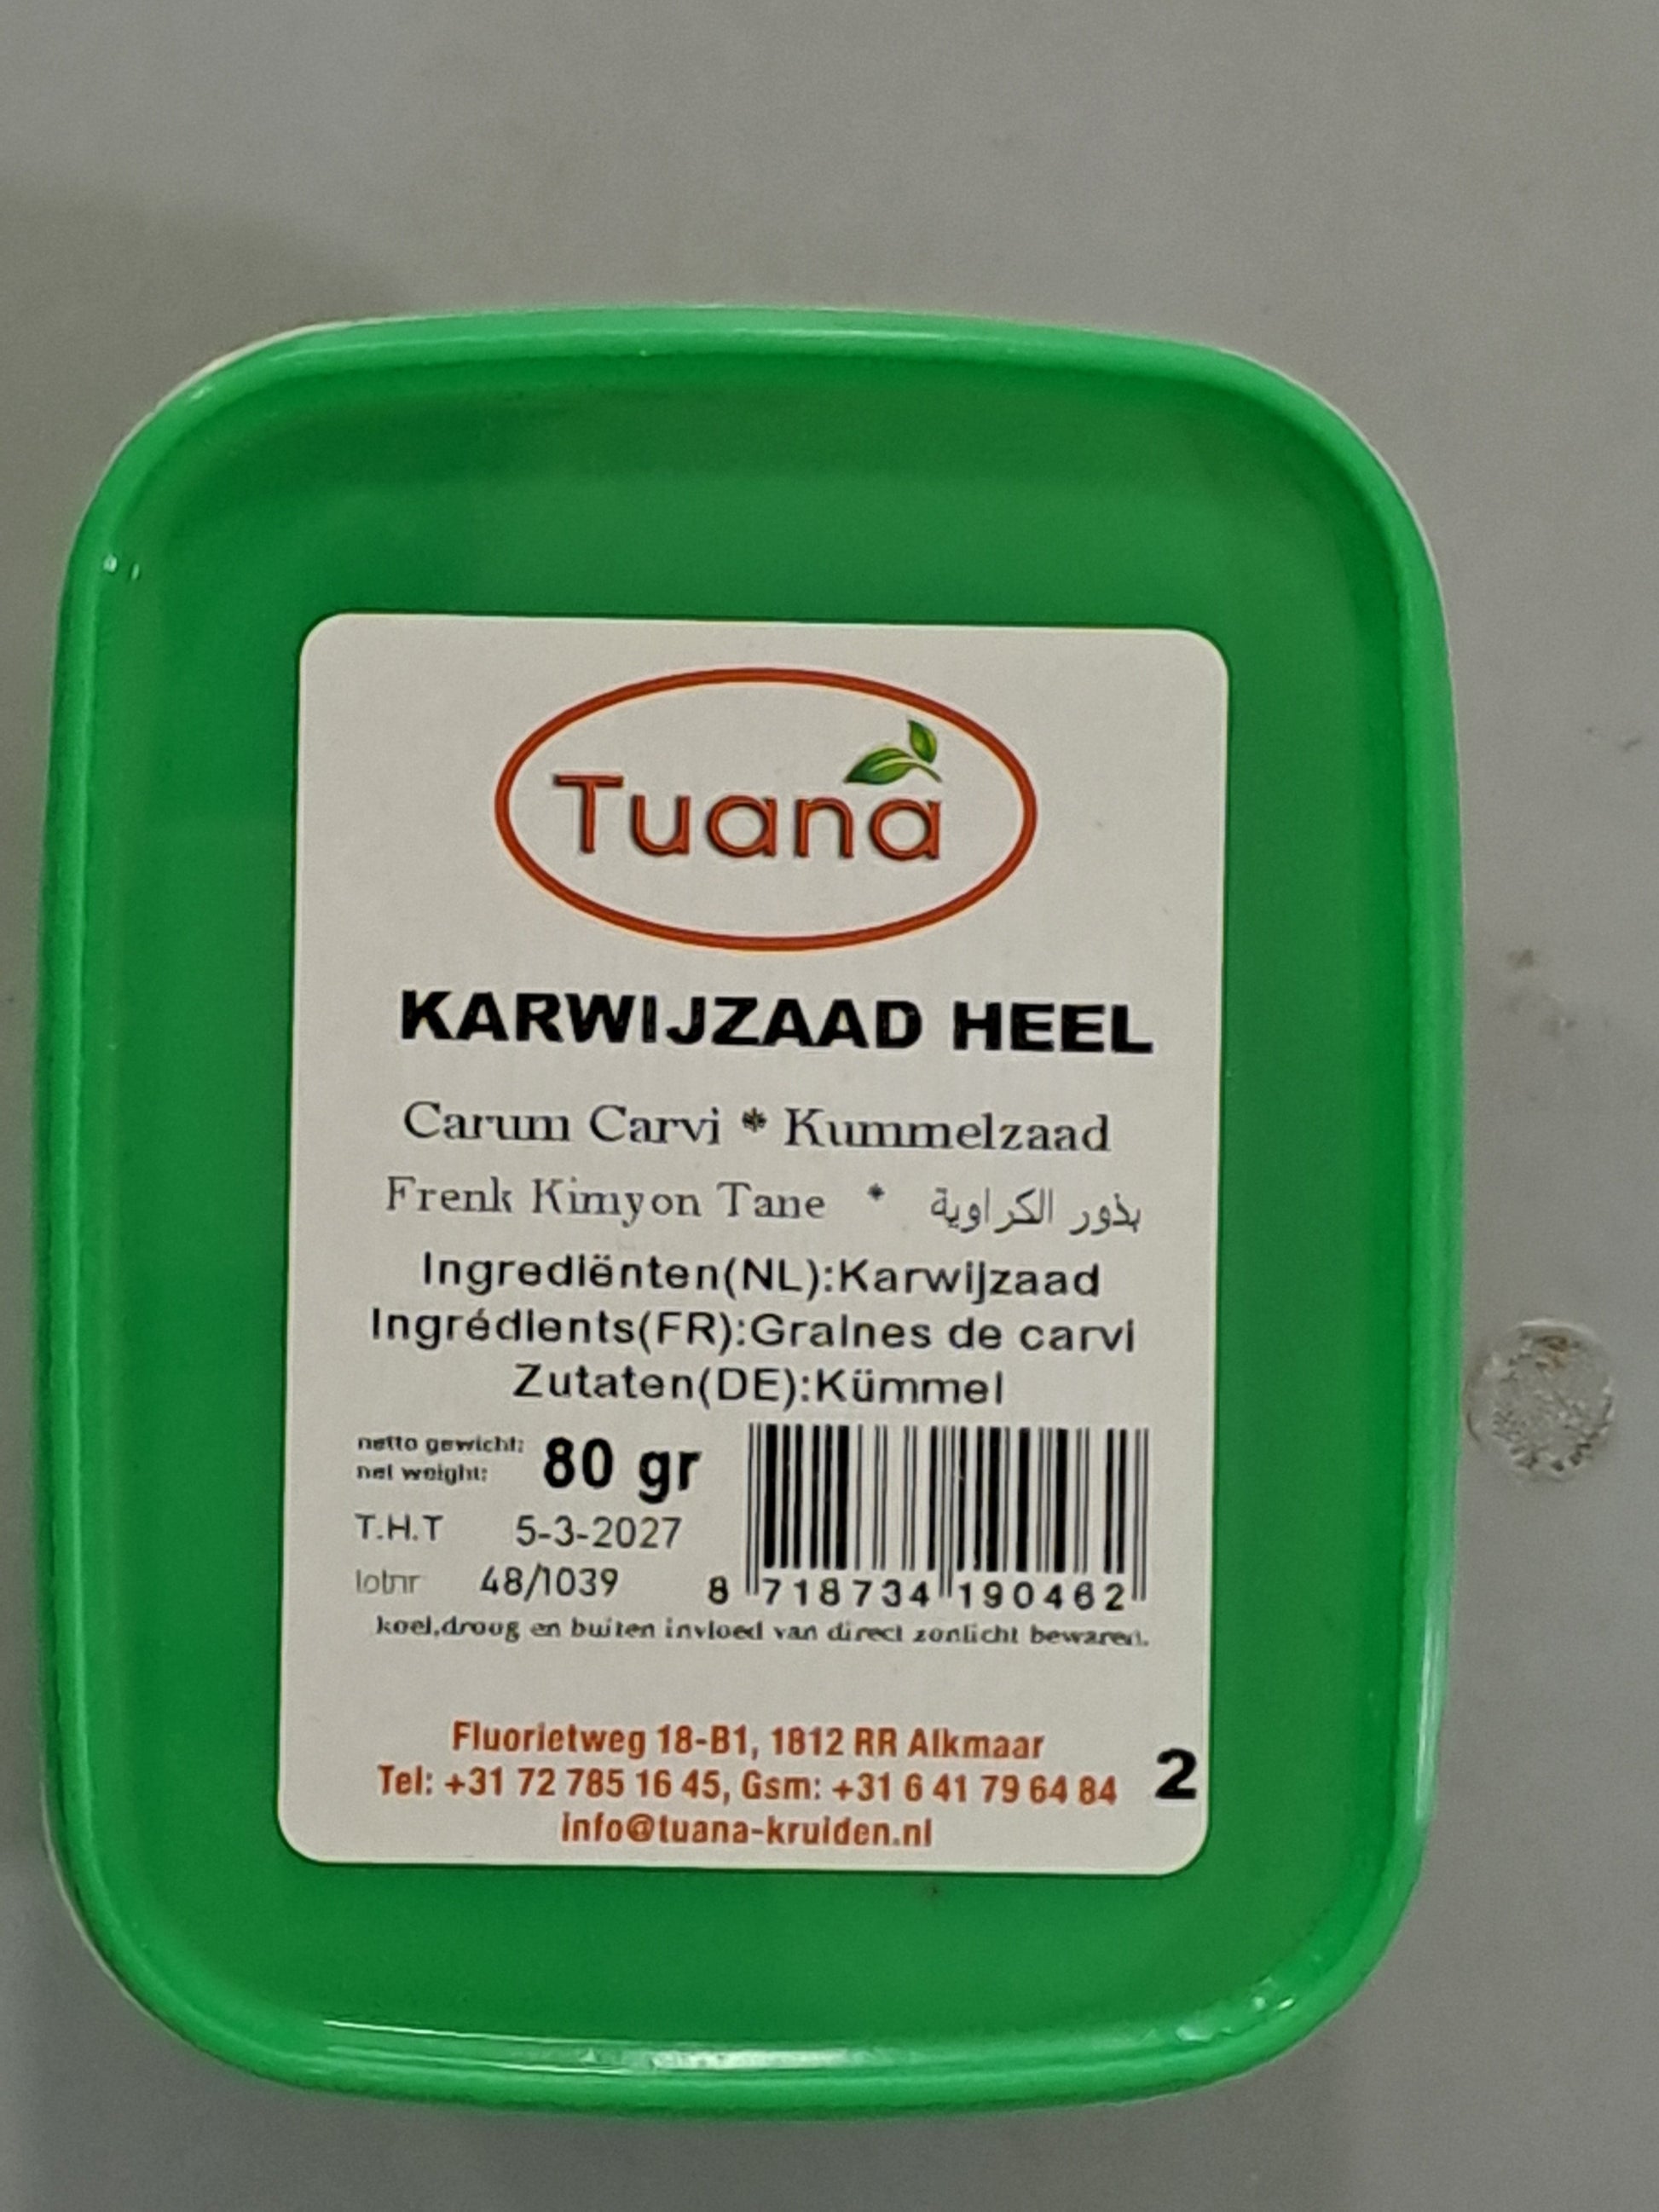 Tuana
KARWIJZAAD HEEL
Carum Carvi * Kummelzaad
Frenk Kimyon Tane * بذور الكراوية
Ingrediënten(NL):Karwijzaad
Ingrédients(FR):Graines de carvi
Zutaten(DE):Kümmel
netto gewicht:
net weight: 80 gr
T.H.T 5-3-2027
lotnr 48/1039
8 718734 190462
koel,droog en buiten invloed van direct zonlicht bewaren.
Fluorietweg 18-B1, 1812 RR Alkmaar
Tel: +31 72 785 16 45, Gsm: +31 6 41 79 64 84 2
info@tuana-kruiden.nl